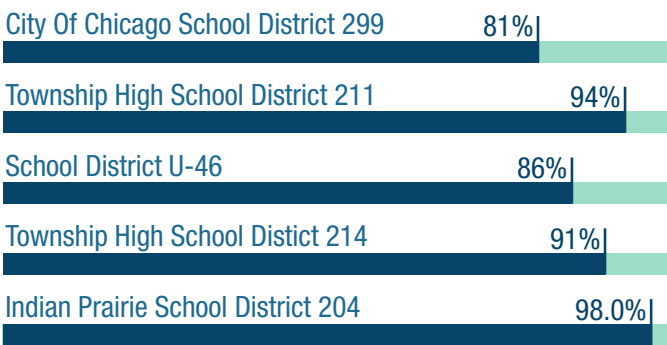 City Of Chicago School District 299 81%
Township High School District 211 94%
School District U-46 86%
Township High School Distict 214 91%
Indian Prairie School District 204 98.0%